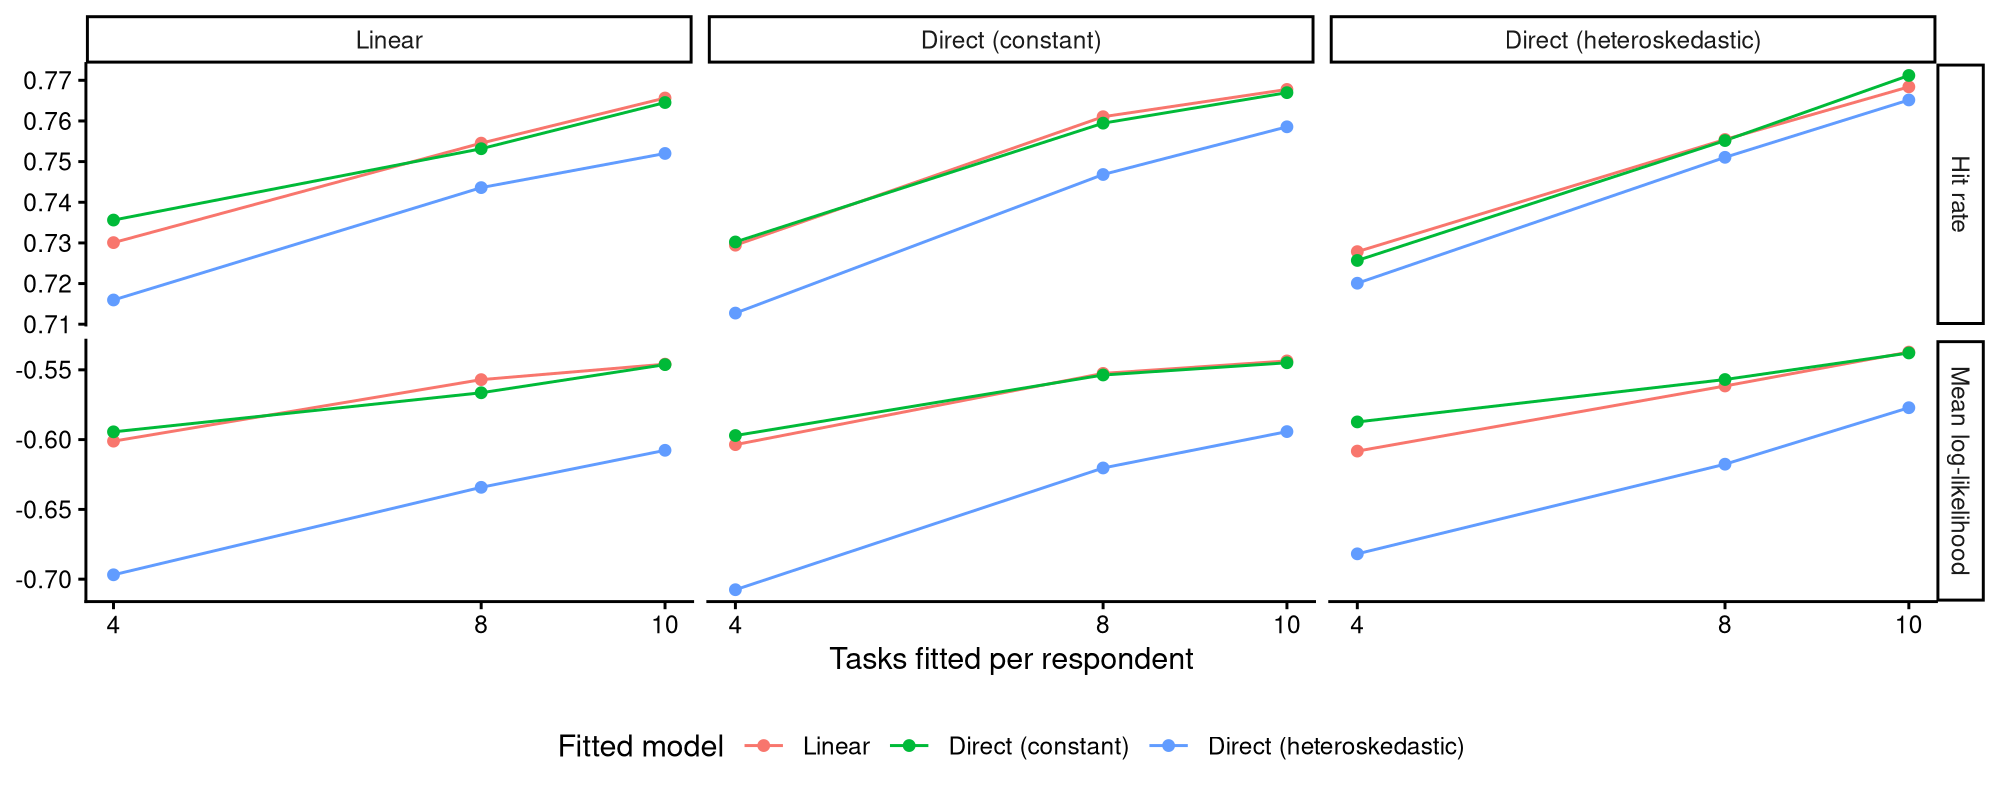 Linear
Direct (constant)
Direct (heteroskedastic)
0.77
0.76
0.75
0.74
0.73
0.72
0.71
Hit rate
-0.55
-0.60
-0.65
-0.70
Mean log-likelihood
4 8 10 4 8 10 4 8 10
Tasks fitted per respondent
Fitted model Linear Direct (constant) Direct (heteroskedastic)